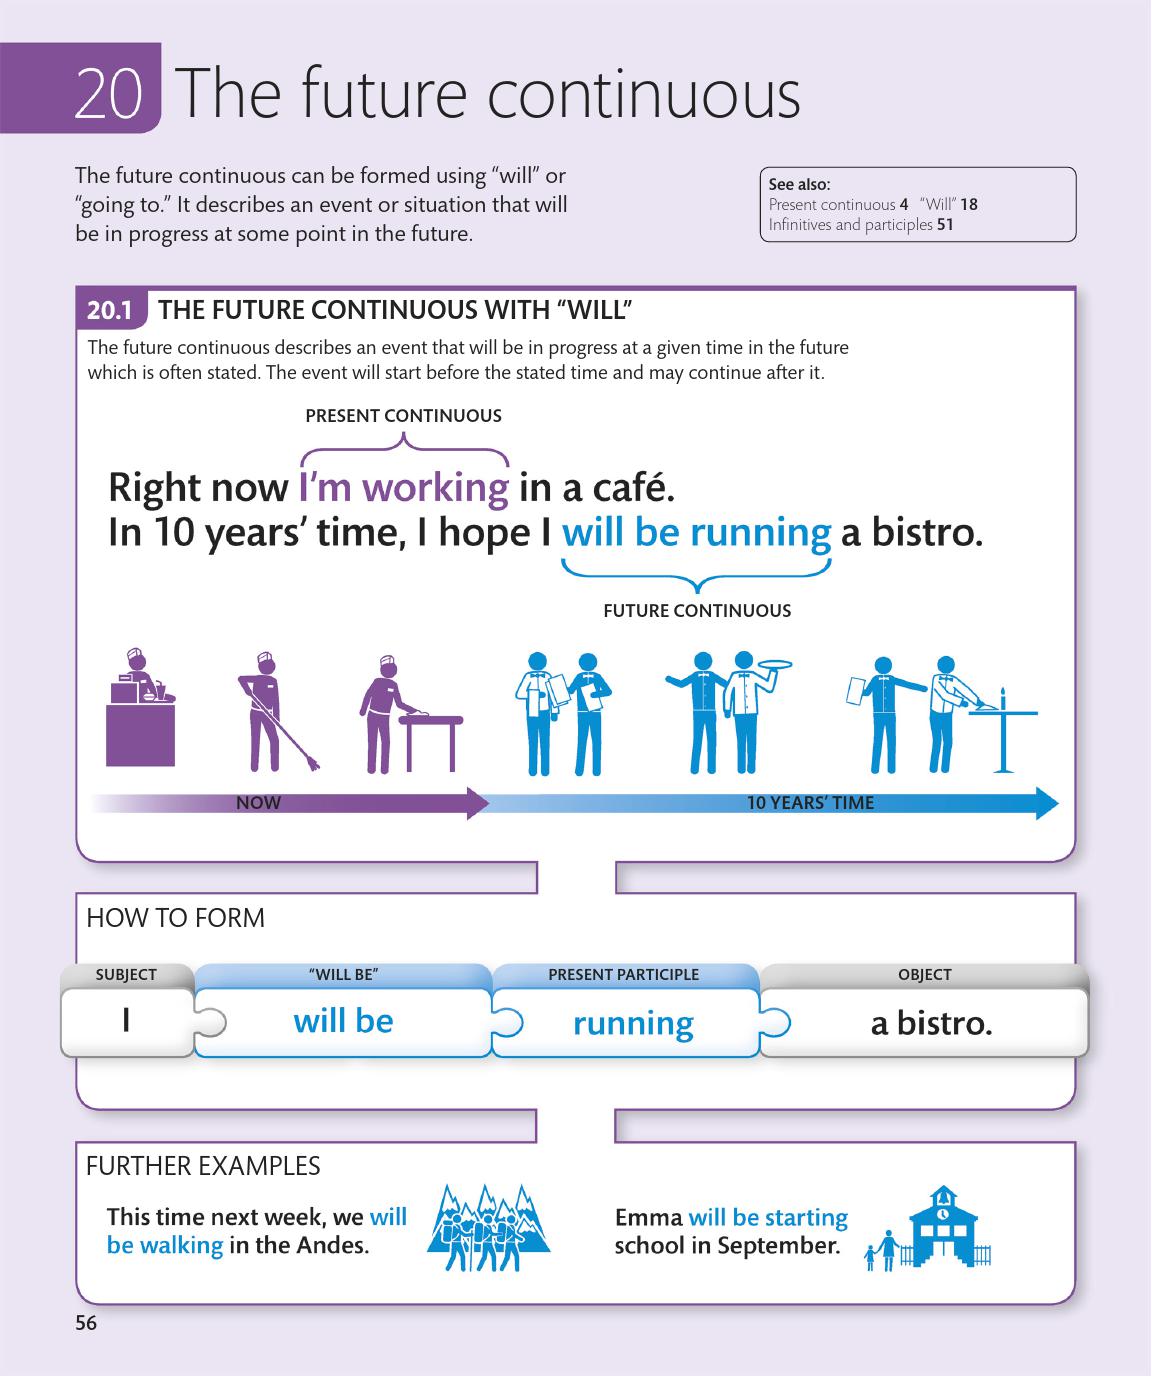 20 The future continuous
The future continuous can be formed using “will” or
“going to.” It describes an event or situation that will
be in progress at some point in the future.
See also:
Present continuous 4 “Will” 18
Infinitives and participles 51
20.1 THE FUTURE CONTINUOUS WITH “WILL”
The future continuous describes an event that will be in progress at a given time in the future
which is often stated. The event will start before the stated time and may continue after it.
PRESENT CONTINUOUS
Right now I’m working in a café.
In 10 years’ time, I hope I will be running a bistro.
FUTURE CONTINUOUS
NOW
10 YEARS’ TIME
HOW TO FORM
SUBJECT
“WILL BE”
PRESENT PARTICIPLE
OBJECT
I
will be
running
a bistro.
FURTHER EXAMPLES
This time next week, we will
be walking in the Andes.
Emma will be starting
school in September.
56